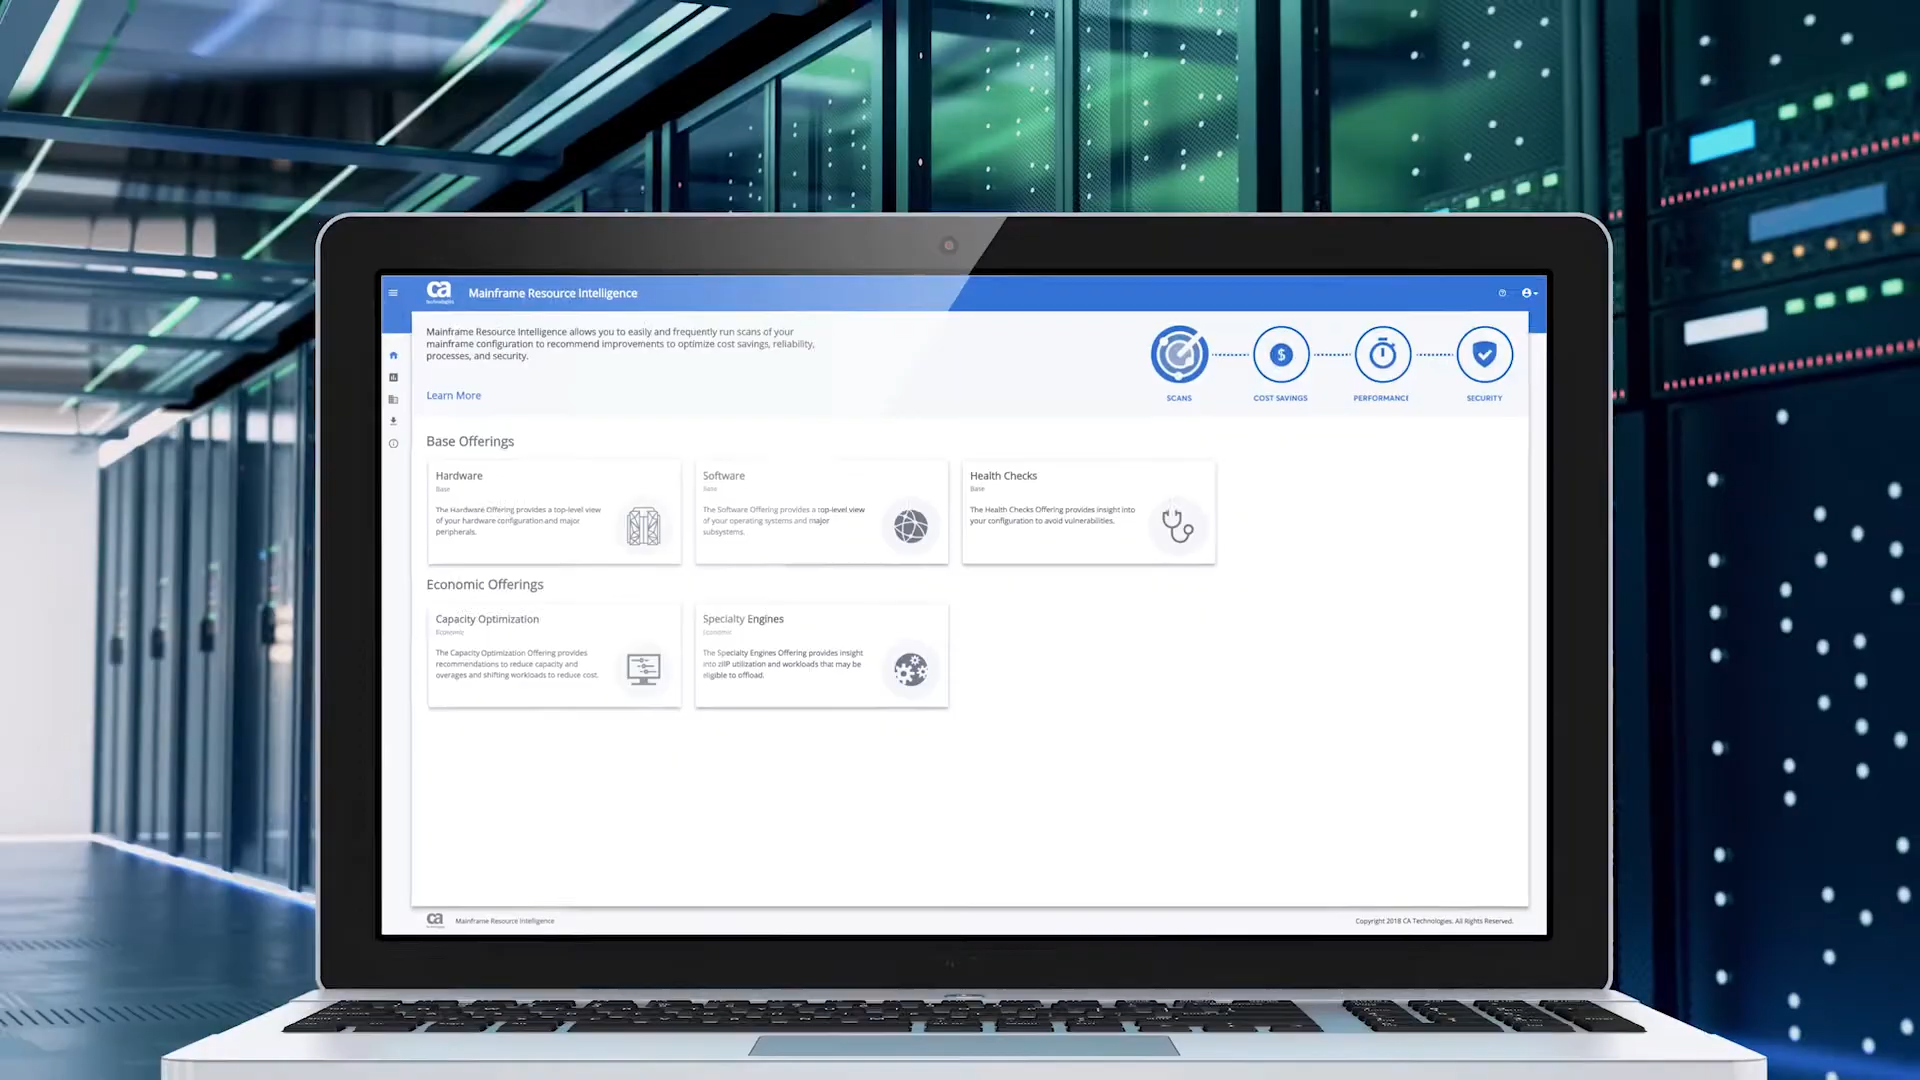 ca
technologies
Mainframe Resource Intelligence
Mainframe Resource Intelligence allows you to easily and frequently run scans of your
mainframe configuration to recommend improvements to optimize cost savings, reliability,
processes, and security.
Learn More
$
SCANS
COST SAVINGS
PERFORMANCE
SECURITY
Base Offerings
Hardware
Base
The Hardware Offering provides a top-level view
of your hardware configuration and major
peripherals.
Software
Base
The Software Offering provides a top-level view
of your operating systems and major
subsystems.
Health Checks
Base
The Health Checks Offering provides insight into
your configuration to avoid vulnerabilities.
Economic Offerings
Capacity Optimization
Economic
The Capacity Optimization Offering provides
recommendations to reduce capacity and
overages and shifting workloads to reduce cost.
Specialty Engines
Economic
The Specialty Engines Offering provides insight
into zIIP utilization and workloads that may be
eligible to offload.
ca
technologies
Mainframe Resource Intelligence
Copyright 2018 CA Technologies. All Rights Reserved.